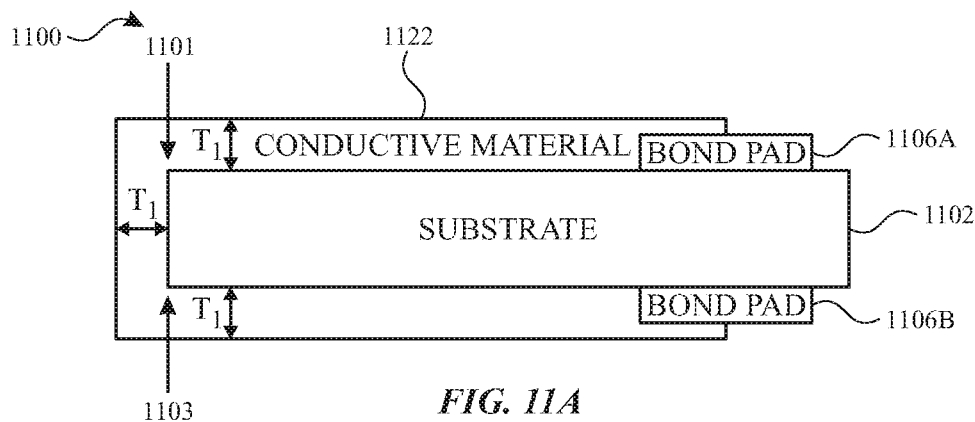 1100
1101
1122
T1
CONDUCTIVE MATERIAL
BOND PAD
1106A
T1
SUBSTRATE
1102
T1
BOND PAD
1106B
1103
FIG. 11A